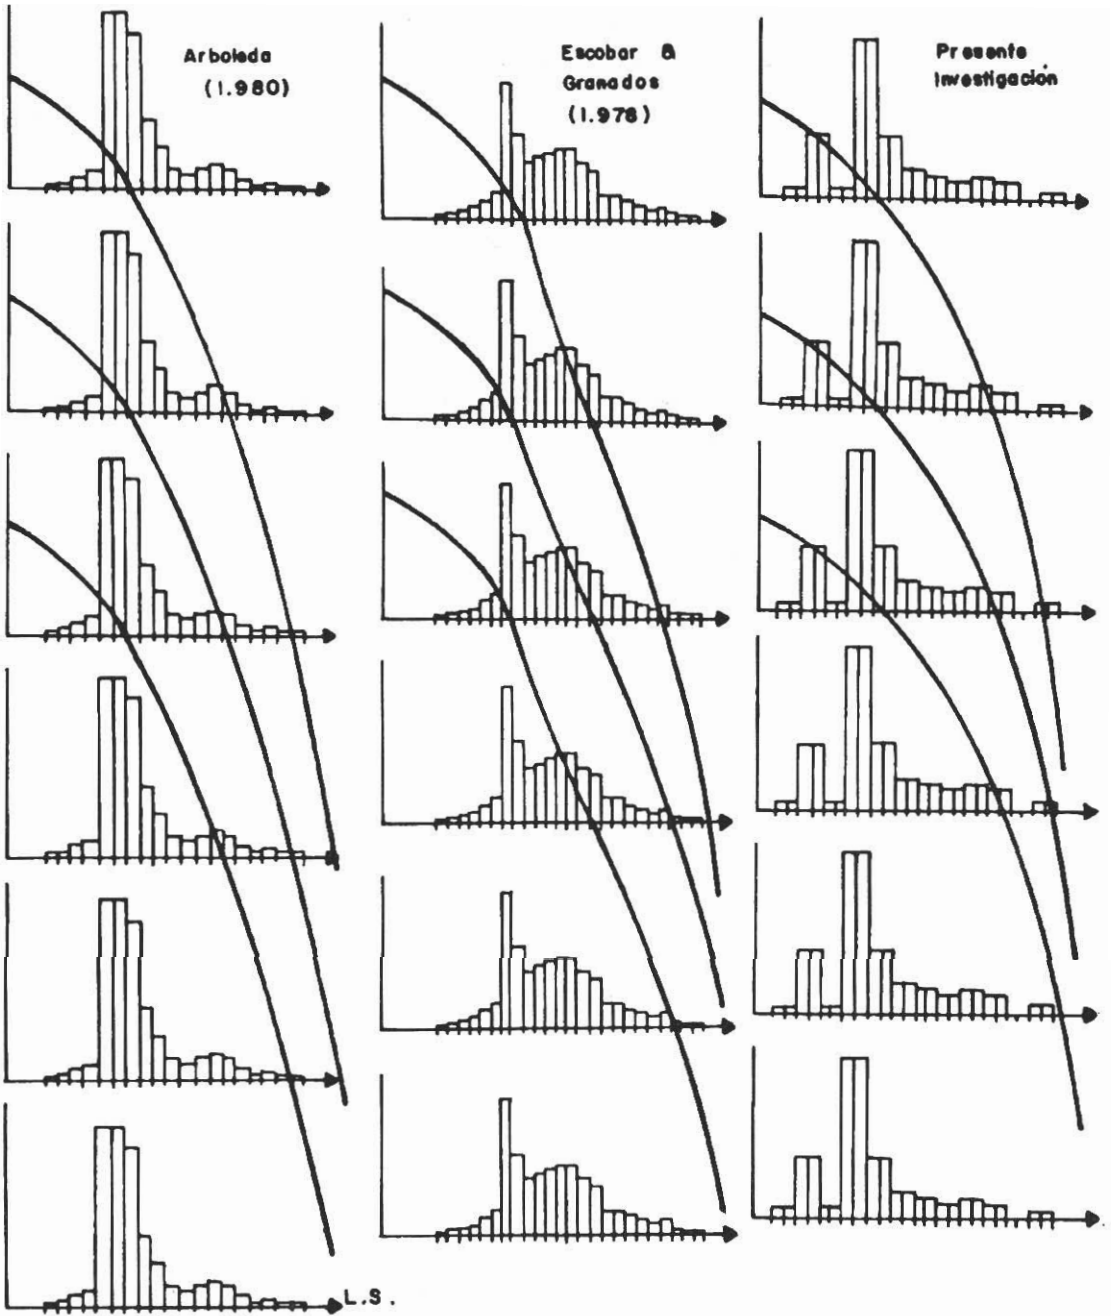 Arboleda
(1.980)
Escobar &
Granados
(1.978)
Presente
Investigación
L.S.